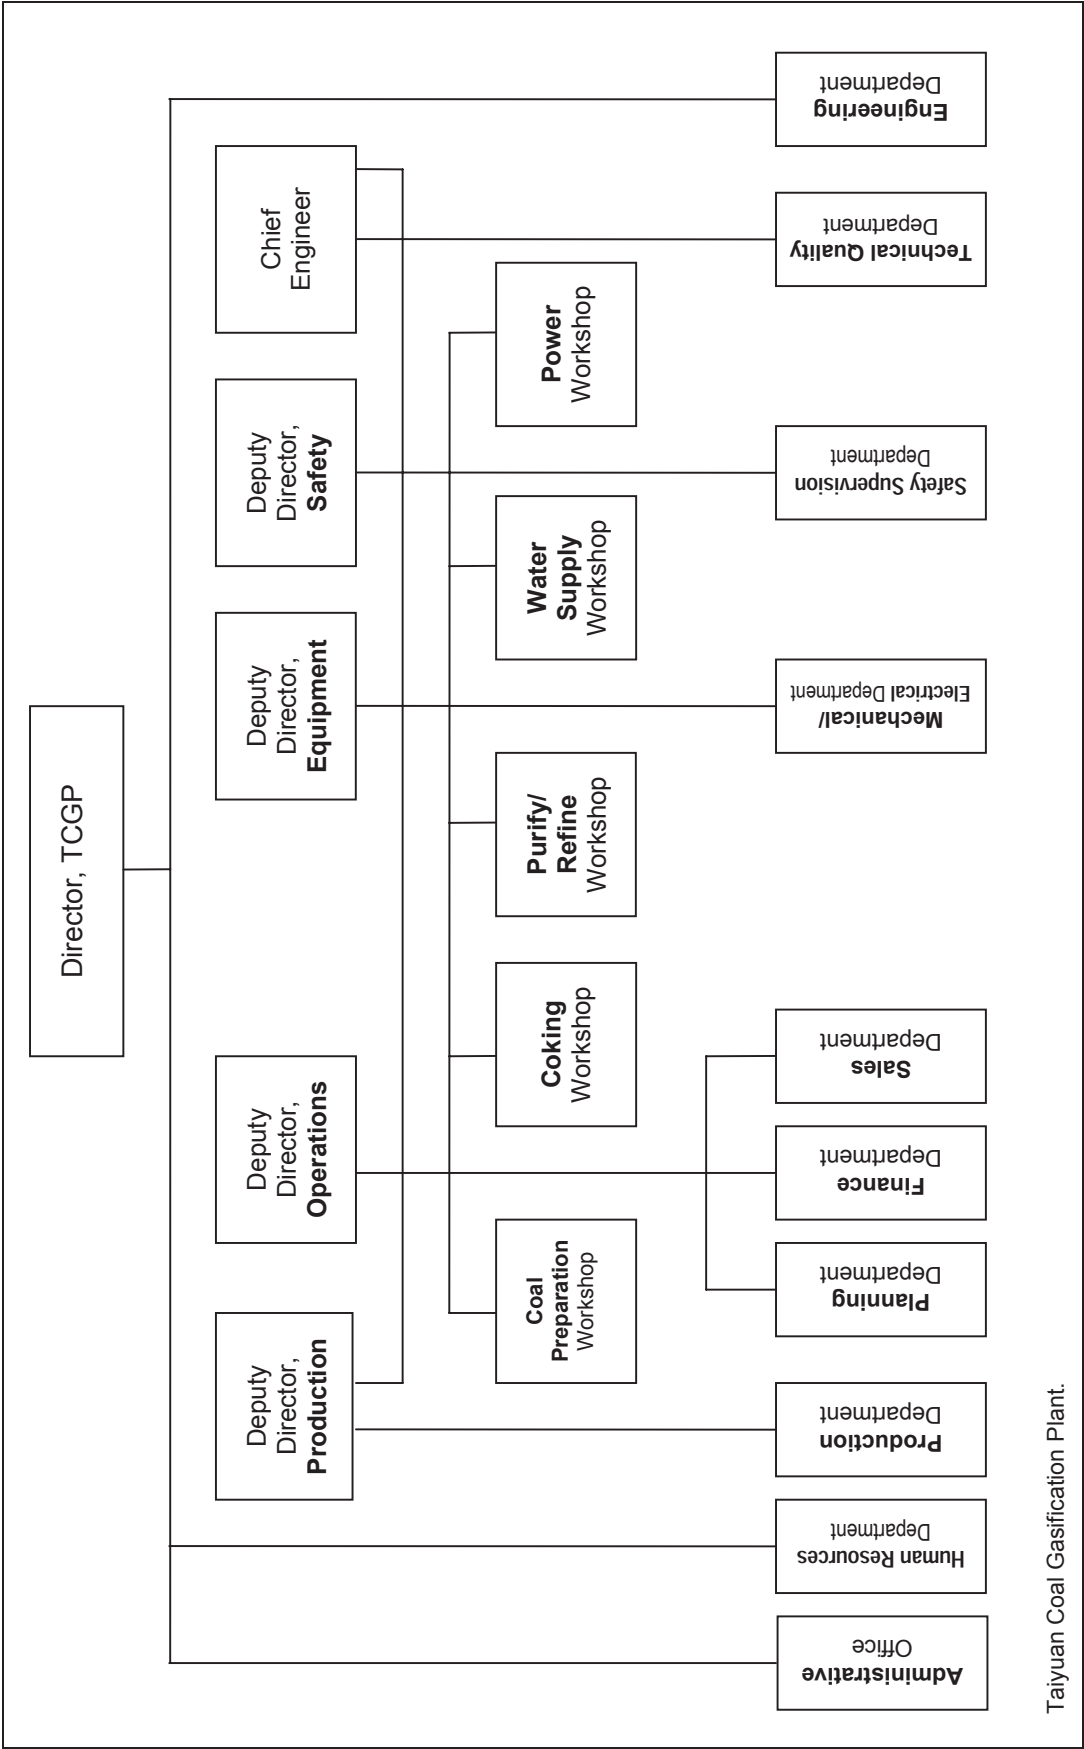 Director, TCGP
Deputy
Director,
Production
Deputy
Director,
Operations
Deputy
Director,
Equipment
Deputy
Director,
Safety
Chief
Engineer
Coal
Preparation
Workshop
Coking
Workshop
Purify/
Refine
Workshop
Water
Supply
Workshop
Power
Workshop
Administrative
Office
Human Resources
Department
Production
Department
Planning
Department
Finance
Department
Sales
Department
Mechanical/
Electrical Department
Safety Supervision
Department
Technical Quality
Department
Engineering
Department
Taiyuan Coal Gasification Plant.